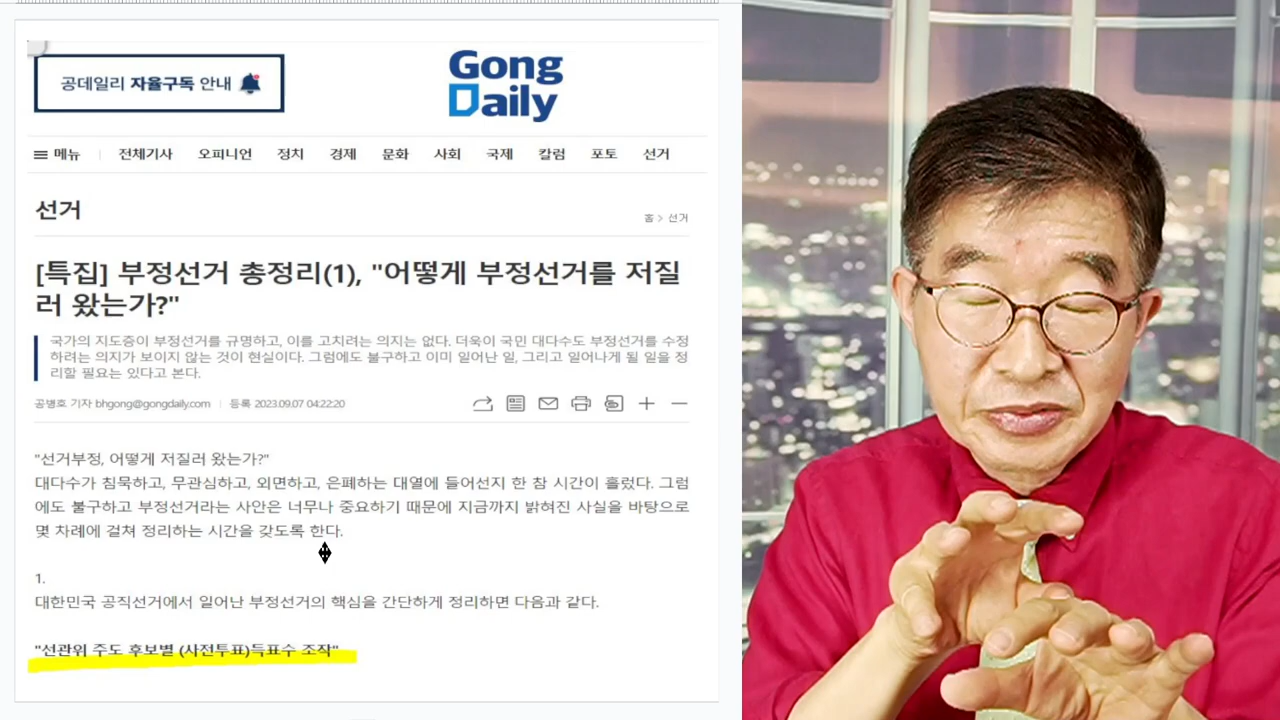 공데일리 자율구독 안내
Gong
Daily
메뉴 전체기사 오피니언 정치 경제 문화 사회 국제 칼럼 포토 선거
선거
홈 > 선거
[특집] 부정선거 총정리(1), "어떻게 부정선거를 저질
러 왔는가?"
국가의 지도층이 부정선거를 규명하고, 이를 고치려는 의지는 없다. 더욱이 국민 대다수도 부정선거를 수정
하려는 의지가 보이지 않는 것이 현실이다. 그럼에도 불구하고 이미 일어난 일, 그리고 일어나게 될 일을 정
리할 필요는 있다고 본다.
공병호 기자 bhgong@gongdaily.com 등록 2023.09.07 04:22:20
"선거부정, 어떻게 저질러 왔는가?"
대다수가 침묵하고, 무관심하고, 외면하고, 은폐하는 대열에 들어선지 한 참 시간이 흘렀다. 그럼
에도 불구하고 부정선거라는 사안은 너무나 중요하기 때문에 지금까지 밝혀진 사실을 바탕으로
몇 차례에 걸쳐 정리하는 시간을 갖도록 한다.
1.
대한민국 공직선거에서 일어난 부정선거의 핵심을 간단하게 정리하면 다음과 같다.
"선관위 주도 후보별 (사전투표)득표수 조작"